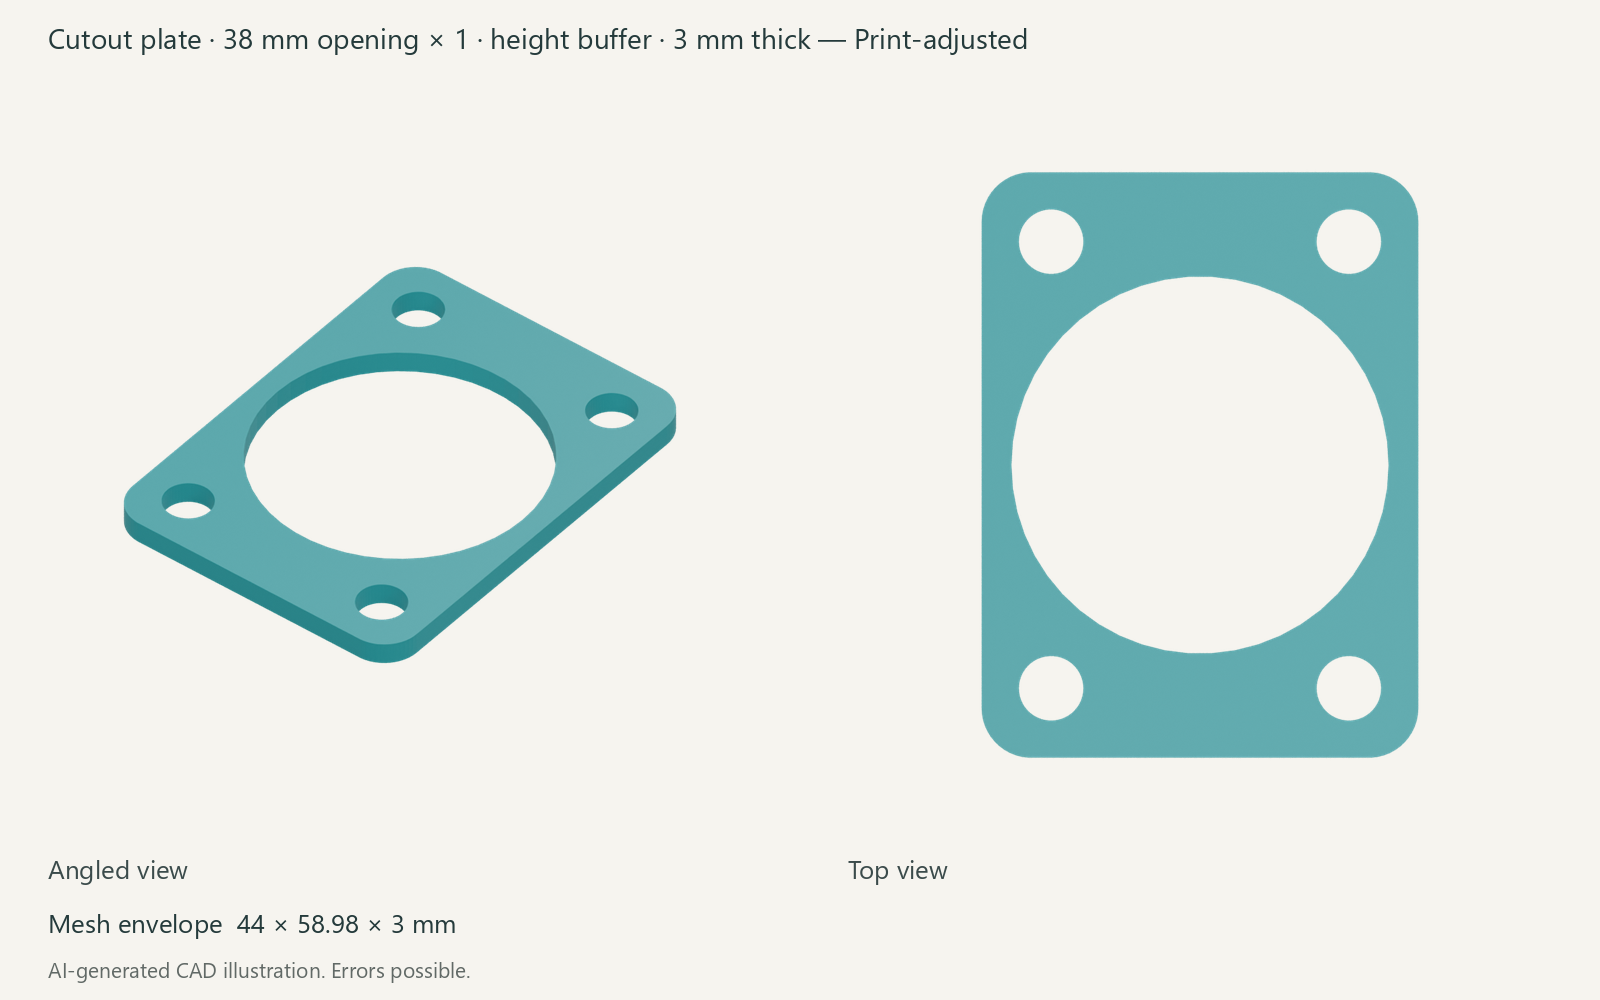 Cutout plate · 38 mm opening × 1 · height buffer · 3 mm thick — Print-adjusted
Angled view
Top view
Mesh envelope 44 × 58.98 × 3 mm
AI-generated CAD illustration. Errors possible.